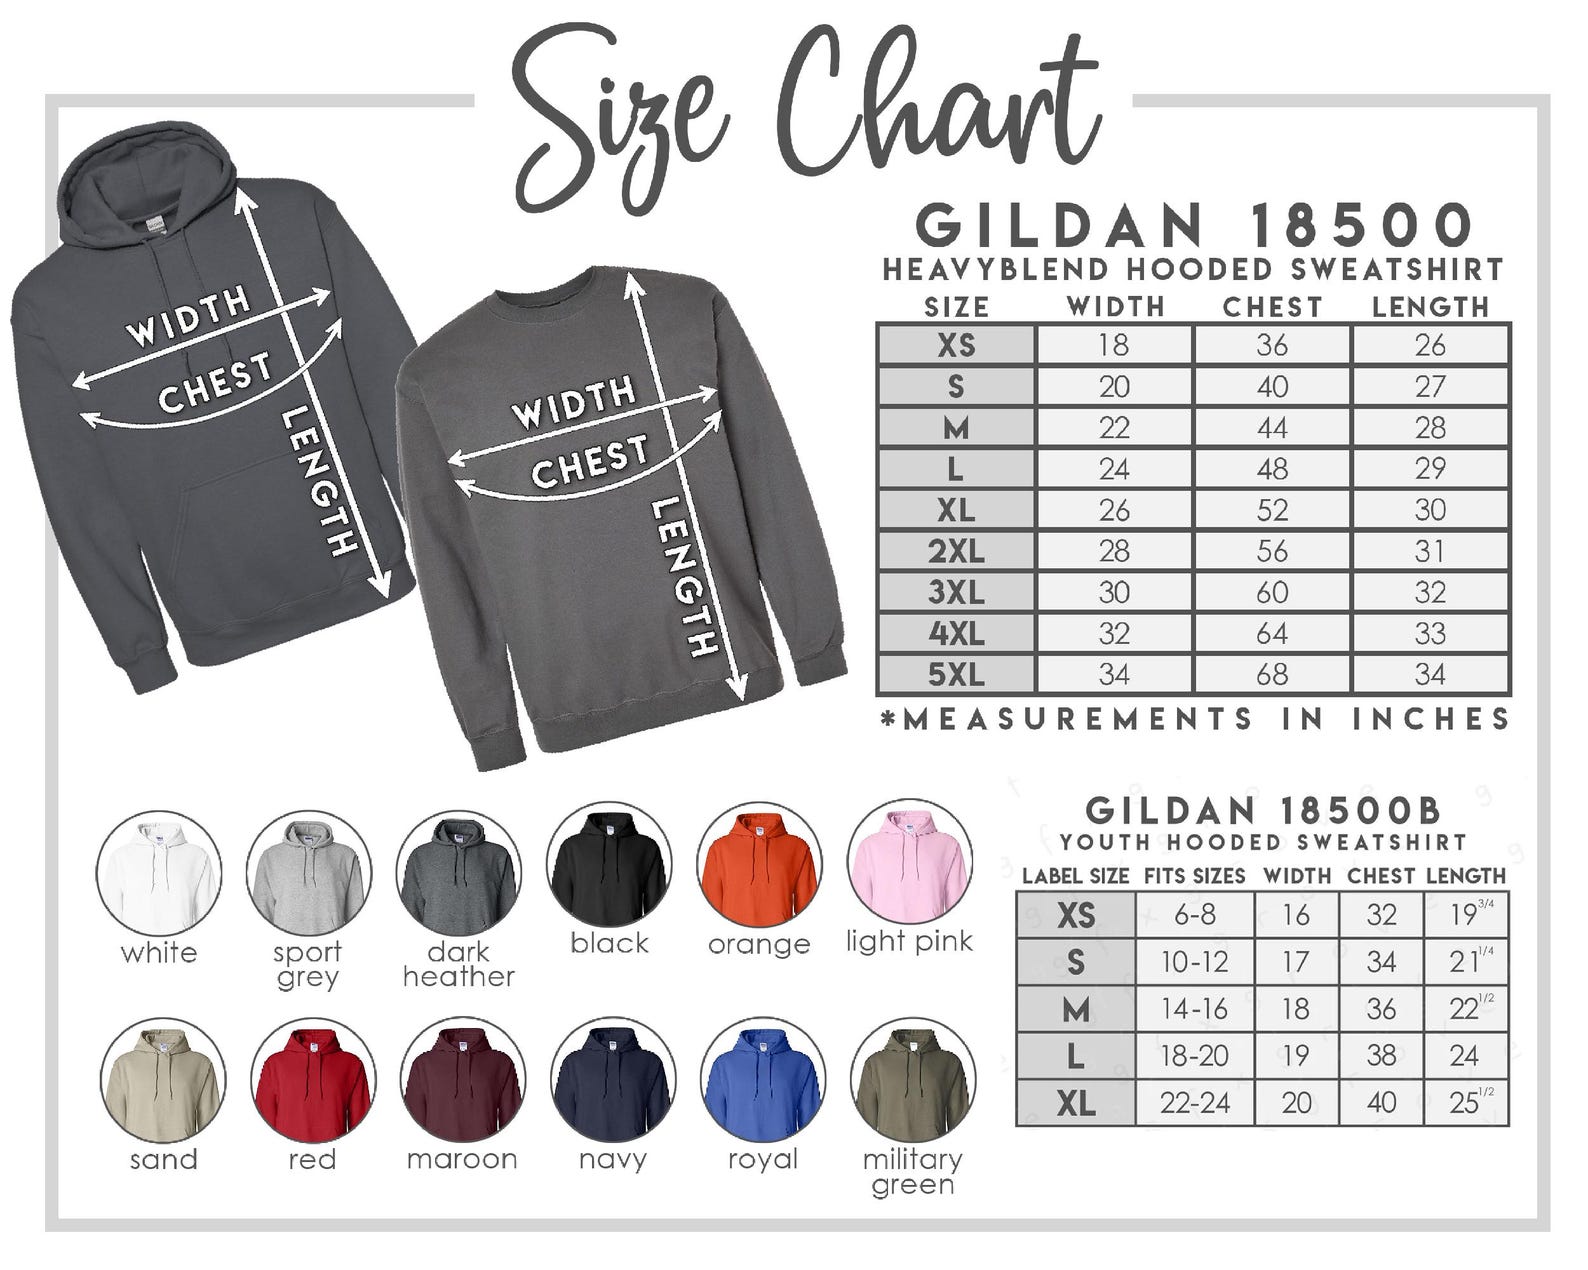 Size Chart
GILDAN 18500
HEAVYBLEND HOODED SWEATSHIRT
SIZE WIDTH CHEST LENGTH
XS 18 36 26
S 20 40 27
M 22 44 28
L 24 48 29
XL 26 52 30
2XL 28 56 31
3XL 30 60 32
4XL 32 64 33
5XL 34 68 34
*MEASUREMENTS IN INCHES
WIDTH
CHEST
LENGTH
WIDTH
CHEST
LENGTH
white
sport
grey
dark
heather
black
orange
light pink
sand
red
maroon
navy
royal
military
green
GILDAN 18500B
YOUTH HOODED SWEATSHIRT
LABEL SIZE FITS SIZES WIDTH CHEST LENGTH
XS 6-8 16 32 19 3/4
S 10-12 17 34 21 1/4
M 14-16 18 36 22 1/2
L 18-20 19 38 24
XL 22-24 20 40 25 1/2